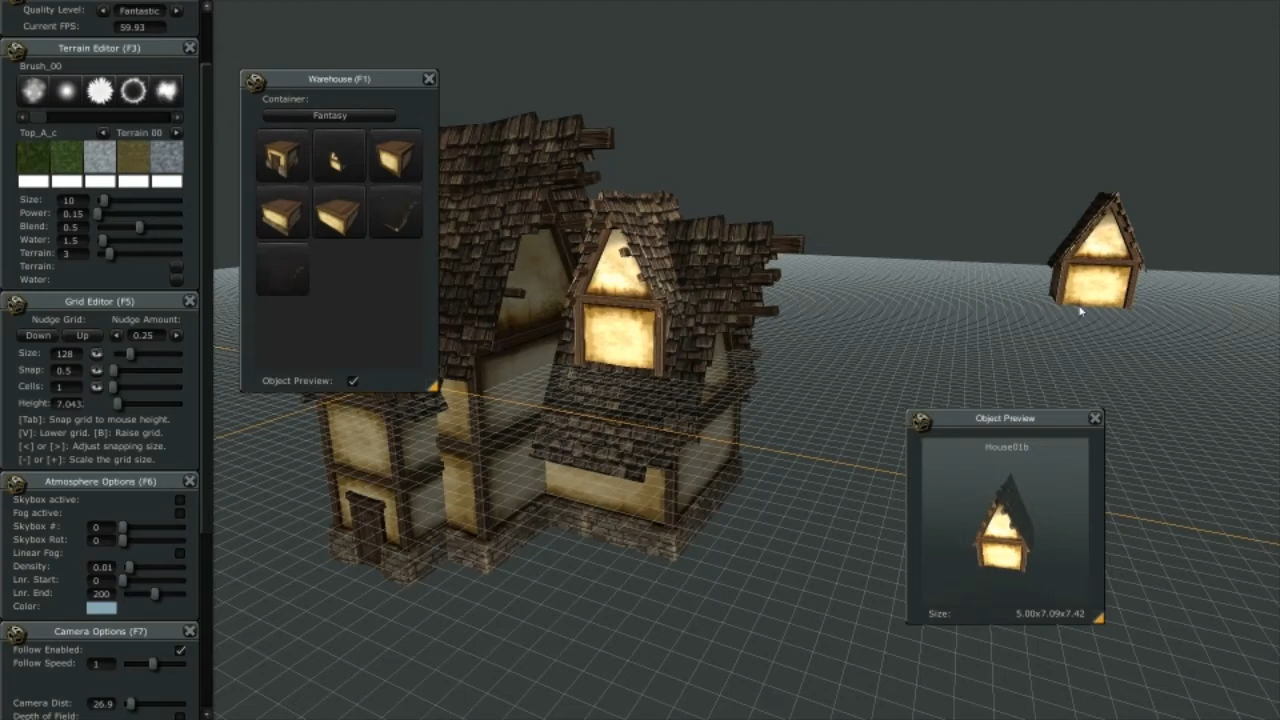 Quality Level: Fantastic
Current FPS: 59.93
Terrain Editor (F3)
Brush_00
Top_A_c Terrain 00
Size: 10
Power: 0.15
Blend: 0.5
Water: 1.5
Terrain: 3
Terrain:
Water:
Grid Editor (F5)
Nudge Grid: Nudge Amount:
Down Up 0.25
Size: 128
Snap: 0.5
Cells: 1
Height: 7.043
[Tab]: Snap grid to mouse height.
[V]: Lower grid. [B]: Raise grid.
[<] or [>]: Adjust snapping size.
[-] or [+]: Scale the grid size.
Atmosphere Options (F6)
Skybox active:
Fog active:
Skybox #: 0
Skybox Rot: 0
Linear Fog:
Density: 0.01
Lnr. Start: 0
Lnr. End: 200
Color:
Camera Options (F7)
Follow Enabled:
Follow Speed: 1
Camera Dist: 26.9
Depth of Field:
Warehouse (F1)
Container:
Fantasy
Object Preview:
Object Preview
House01b
Size: 5.00x7.09x7.42